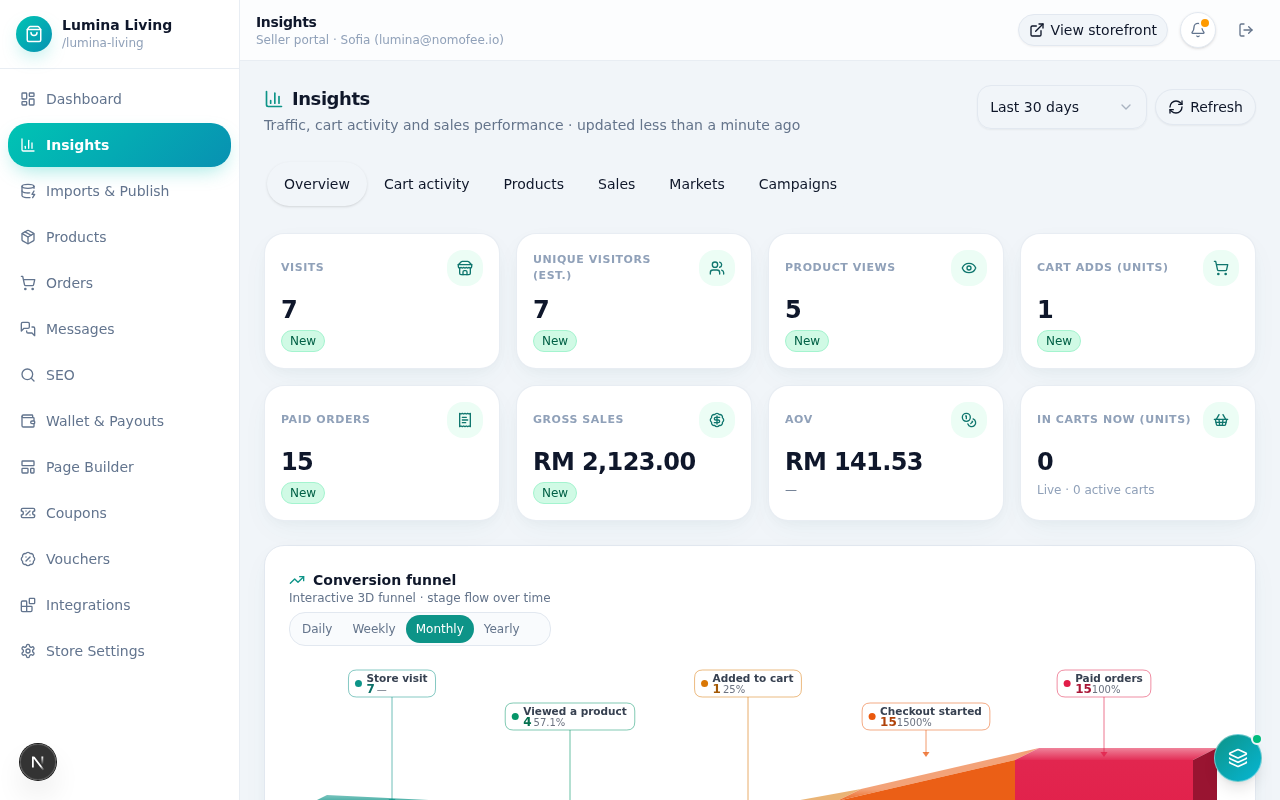 Lumina Living
/lumina-living
Dashboard
Insights
Imports & Publish
Products
Orders
Messages
SEO
Wallet & Payouts
Page Builder
Coupons
Vouchers
Integrations
Store Settings
N
Insights
Seller portal · Sofia (lumina@nomofee.io)
View storefront
Insights
Traffic, cart activity and sales performance · updated less than a minute ago
Last 30 days
Refresh
Overview Cart activity Products Sales Markets Campaigns
VISITS
7
New
UNIQUE VISITORS
(EST.)
7
New
PRODUCT VIEWS
5
New
CART ADDS (UNITS)
1
New
PAID ORDERS
15
New
GROSS SALES
RM 2,123.00
New
AOV
RM 141.53
—
IN CARTS NOW (UNITS)
0
Live · 0 active carts
Conversion funnel
Interactive 3D funnel · stage flow over time
Daily Weekly Monthly Yearly
Store visit
7 —
Viewed a product
4 57.1%
Added to cart
1 25%
Checkout started
15 1500%
Paid orders
15 100%